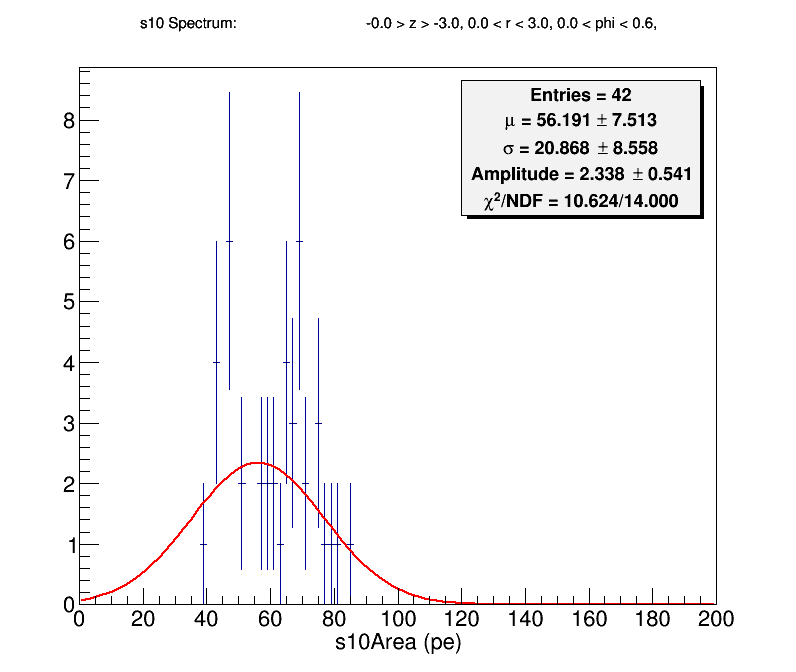 s10 Spectrum: -0.0 > z > -3.0, 0.0 < r < 3.0, 0.0 < phi < 0.6,
Entries = 42
μ = 56.191 ± 7.513
σ = 20.868 ± 8.558
Amplitude = 2.338 ± 0.541
χ²/NDF = 10.624/14.000
8
7
6
5
4
3
2
1
0
0 20 40 60 80 100 120 140 160 180 200
s10Area (pe)